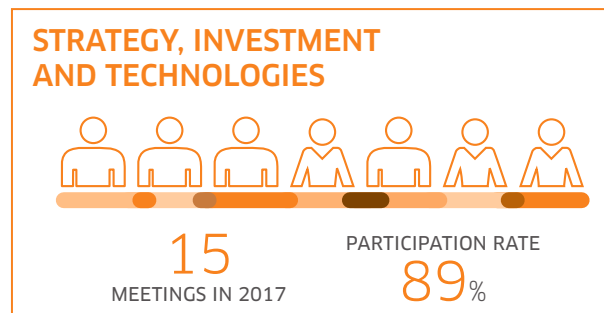 STRATEGY, INVESTMENT
AND TECHNOLOGIES
15
MEETINGS IN 2017
PARTICIPATION RATE
89%